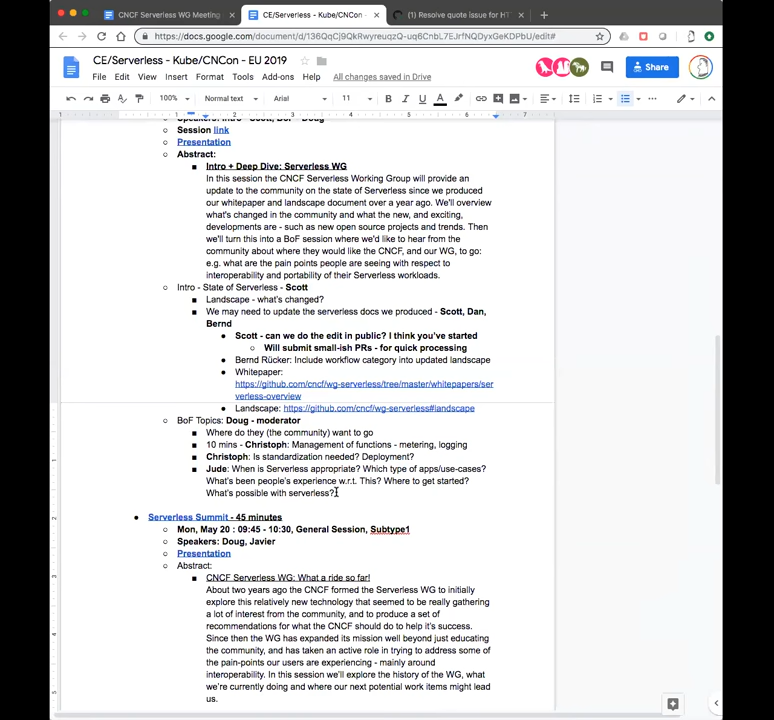 CNCF Serverless WG Meeting
CE/Serverless - Kube/CNCon -
(1) Resolve quote issue for HT
https://docs.google.com/document/d/136QqCj9QkRwyreuqzQ-uq6CnbL7EJrfNQDyxGeKDPbU/edit#
CE/Serverless - Kube/CNCon - EU 2019
File Edit View Insert Format Tools Add-ons Help All changes saved in Drive
Share
100% Normal text Arial 11
Session link
Presentation
Abstract:
Intro + Deep Dive: Serverless WG
In this session the CNCF Serverless Working Group will provide an
update to the community on the state of Serverless since we produced
our whitepaper and landscape document over a year ago. We'll overview
what's changed in the community and what the new, and exciting,
developments are - such as new open source projects and trends. Then
we'll turn this into a BoF session where we'd like to hear from the
community about where they would like the CNCF, and our WG, to go:
e.g. what are the pain points people are seeing with respect to
interoperability and portability of their Serverless workloads.
Intro - State of Serverless - Scott
Landscape - what's changed?
We may need to update the serverless docs we produced - Scott, Dan,
Bernd
Scott - can we do the edit in public? I think you've started
Will submit small-ish PRs - for quick processing
Bernd Rücker: Include workflow category into updated landscape
Whitepaper:
https://github.com/cncf/wg-serverless/tree/master/whitepapers/ser
verless-overview
Landscape: https://github.com/cncf/wg-serverless#landscape
BoF Topics: Doug - moderator
Where do they (the community) want to go
10 mins - Christoph: Management of functions - metering, logging
Christoph: Is standardization needed? Deployment?
Jude: When is Serverless appropriate? Which type of apps/use-cases?
What's been people's experience w.r.t. This? Where to get started?
What's possible with serverless?
Serverless Summit - 45 minutes
Mon, May 20 : 09:45 - 10:30, General Session, Subtype1
Speakers: Doug, Javier
Presentation
Abstract:
CNCF Serverless WG: What a ride so far!
About two years ago the CNCF formed the Serverless WG to initially
explore this relatively new technology that seemed to be really gathering
a lot of interest from the community, and to produce a set of
recommendations for what the CNCF should do to help it's success.
Since then the WG has expanded its mission well beyond just educating
the community, and has taken an active role in trying to address some of
the pain-points our users are experiencing - mainly around
interoperability. In this session we'll explore the history of the WG, what
we're currently doing and where our next potential work items might lead
us.